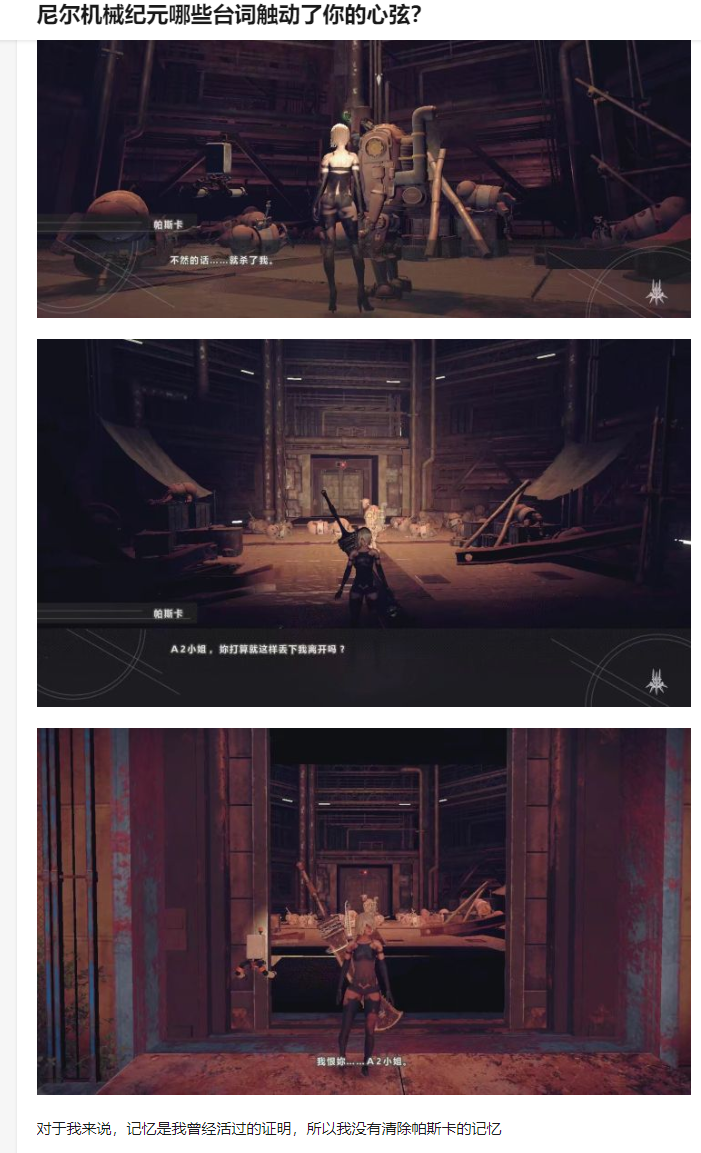 尼尔机械纪元哪些台词触动了你的心弦？
帕斯卡
不然的话……就杀了我。
帕斯卡
A2小姐，妳打算就这样丢下我离开吗？
我恨妳……A2小姐。
对于我来说，记忆是我曾经活过的证明，所以我没有清除帕斯卡的记忆